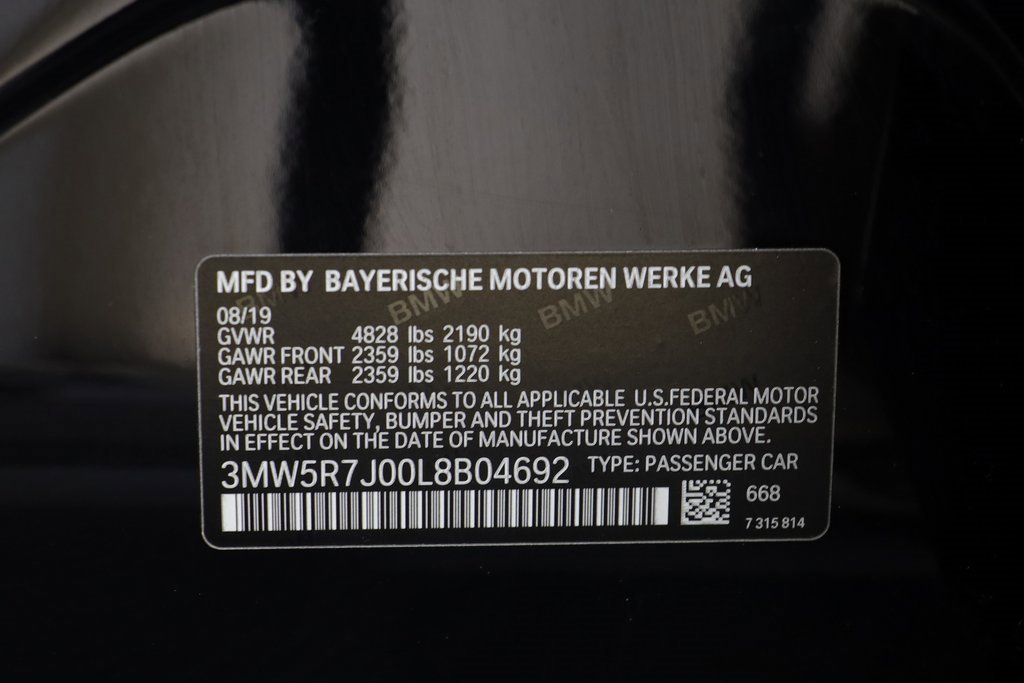 MFD BY BAYERISCHE MOTOREN WERKE AG
BMW BMW BMW BMW
08/19
GVWR 4828 lbs 2190 kg
GAWR FRONT 2359 lbs 1072 kg
GAWR REAR 2359 lbs 1220 kg
THIS VEHICLE CONFORMS TO ALL APPLICABLE U.S.FEDERAL MOTOR
VEHICLE SAFETY, BUMPER AND THEFT PREVENTION STANDARDS
IN EFFECT ON THE DATE OF MANUFACTURE SHOWN ABOVE.
3MW5R7J00L8B04692 TYPE: PASSENGER CAR
668
7 315 814